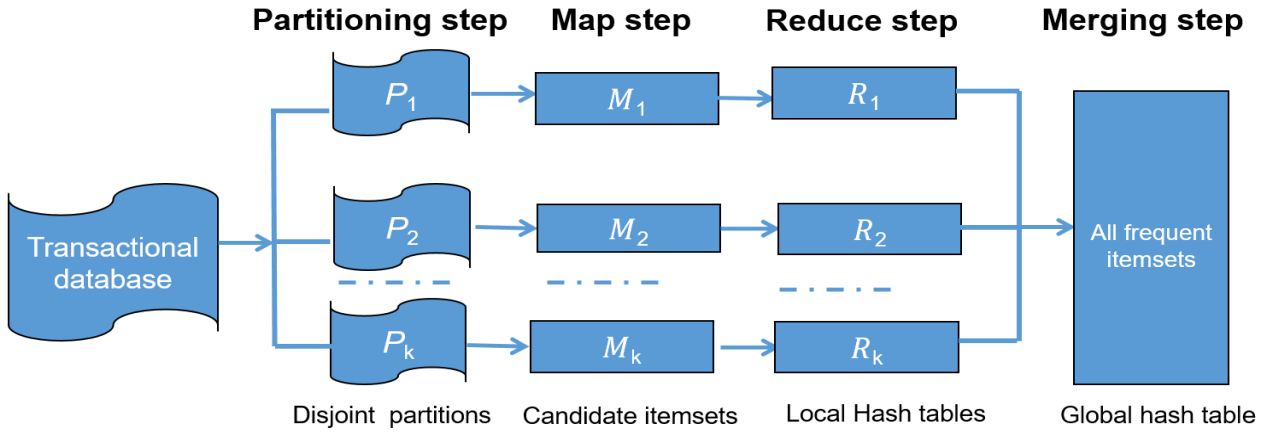 Partitioning step
Map step
Reduce step
Merging step
P₁
M₁
R₁
Transactional
database
P₂
M₂
R₂
All frequent
itemsets
Pₖ
Mₖ
Rₖ
Disjoint partitions
Candidate itemsets
Local Hash tables
Global hash table